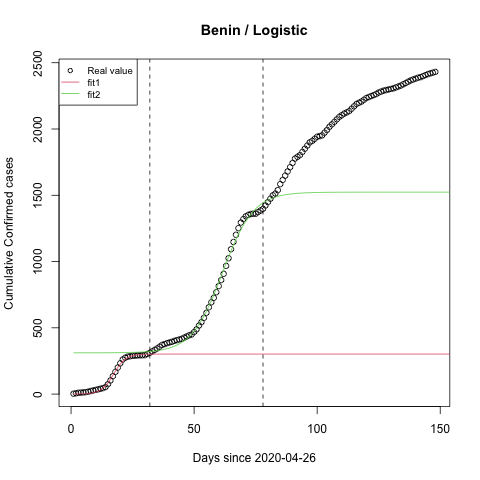 Benin / Logistic
Real value
fit1
fit2
Cumulative Confirmed cases
2500
2000
1500
1000
500
0
0 50 100 150
Days since 2020-04-26